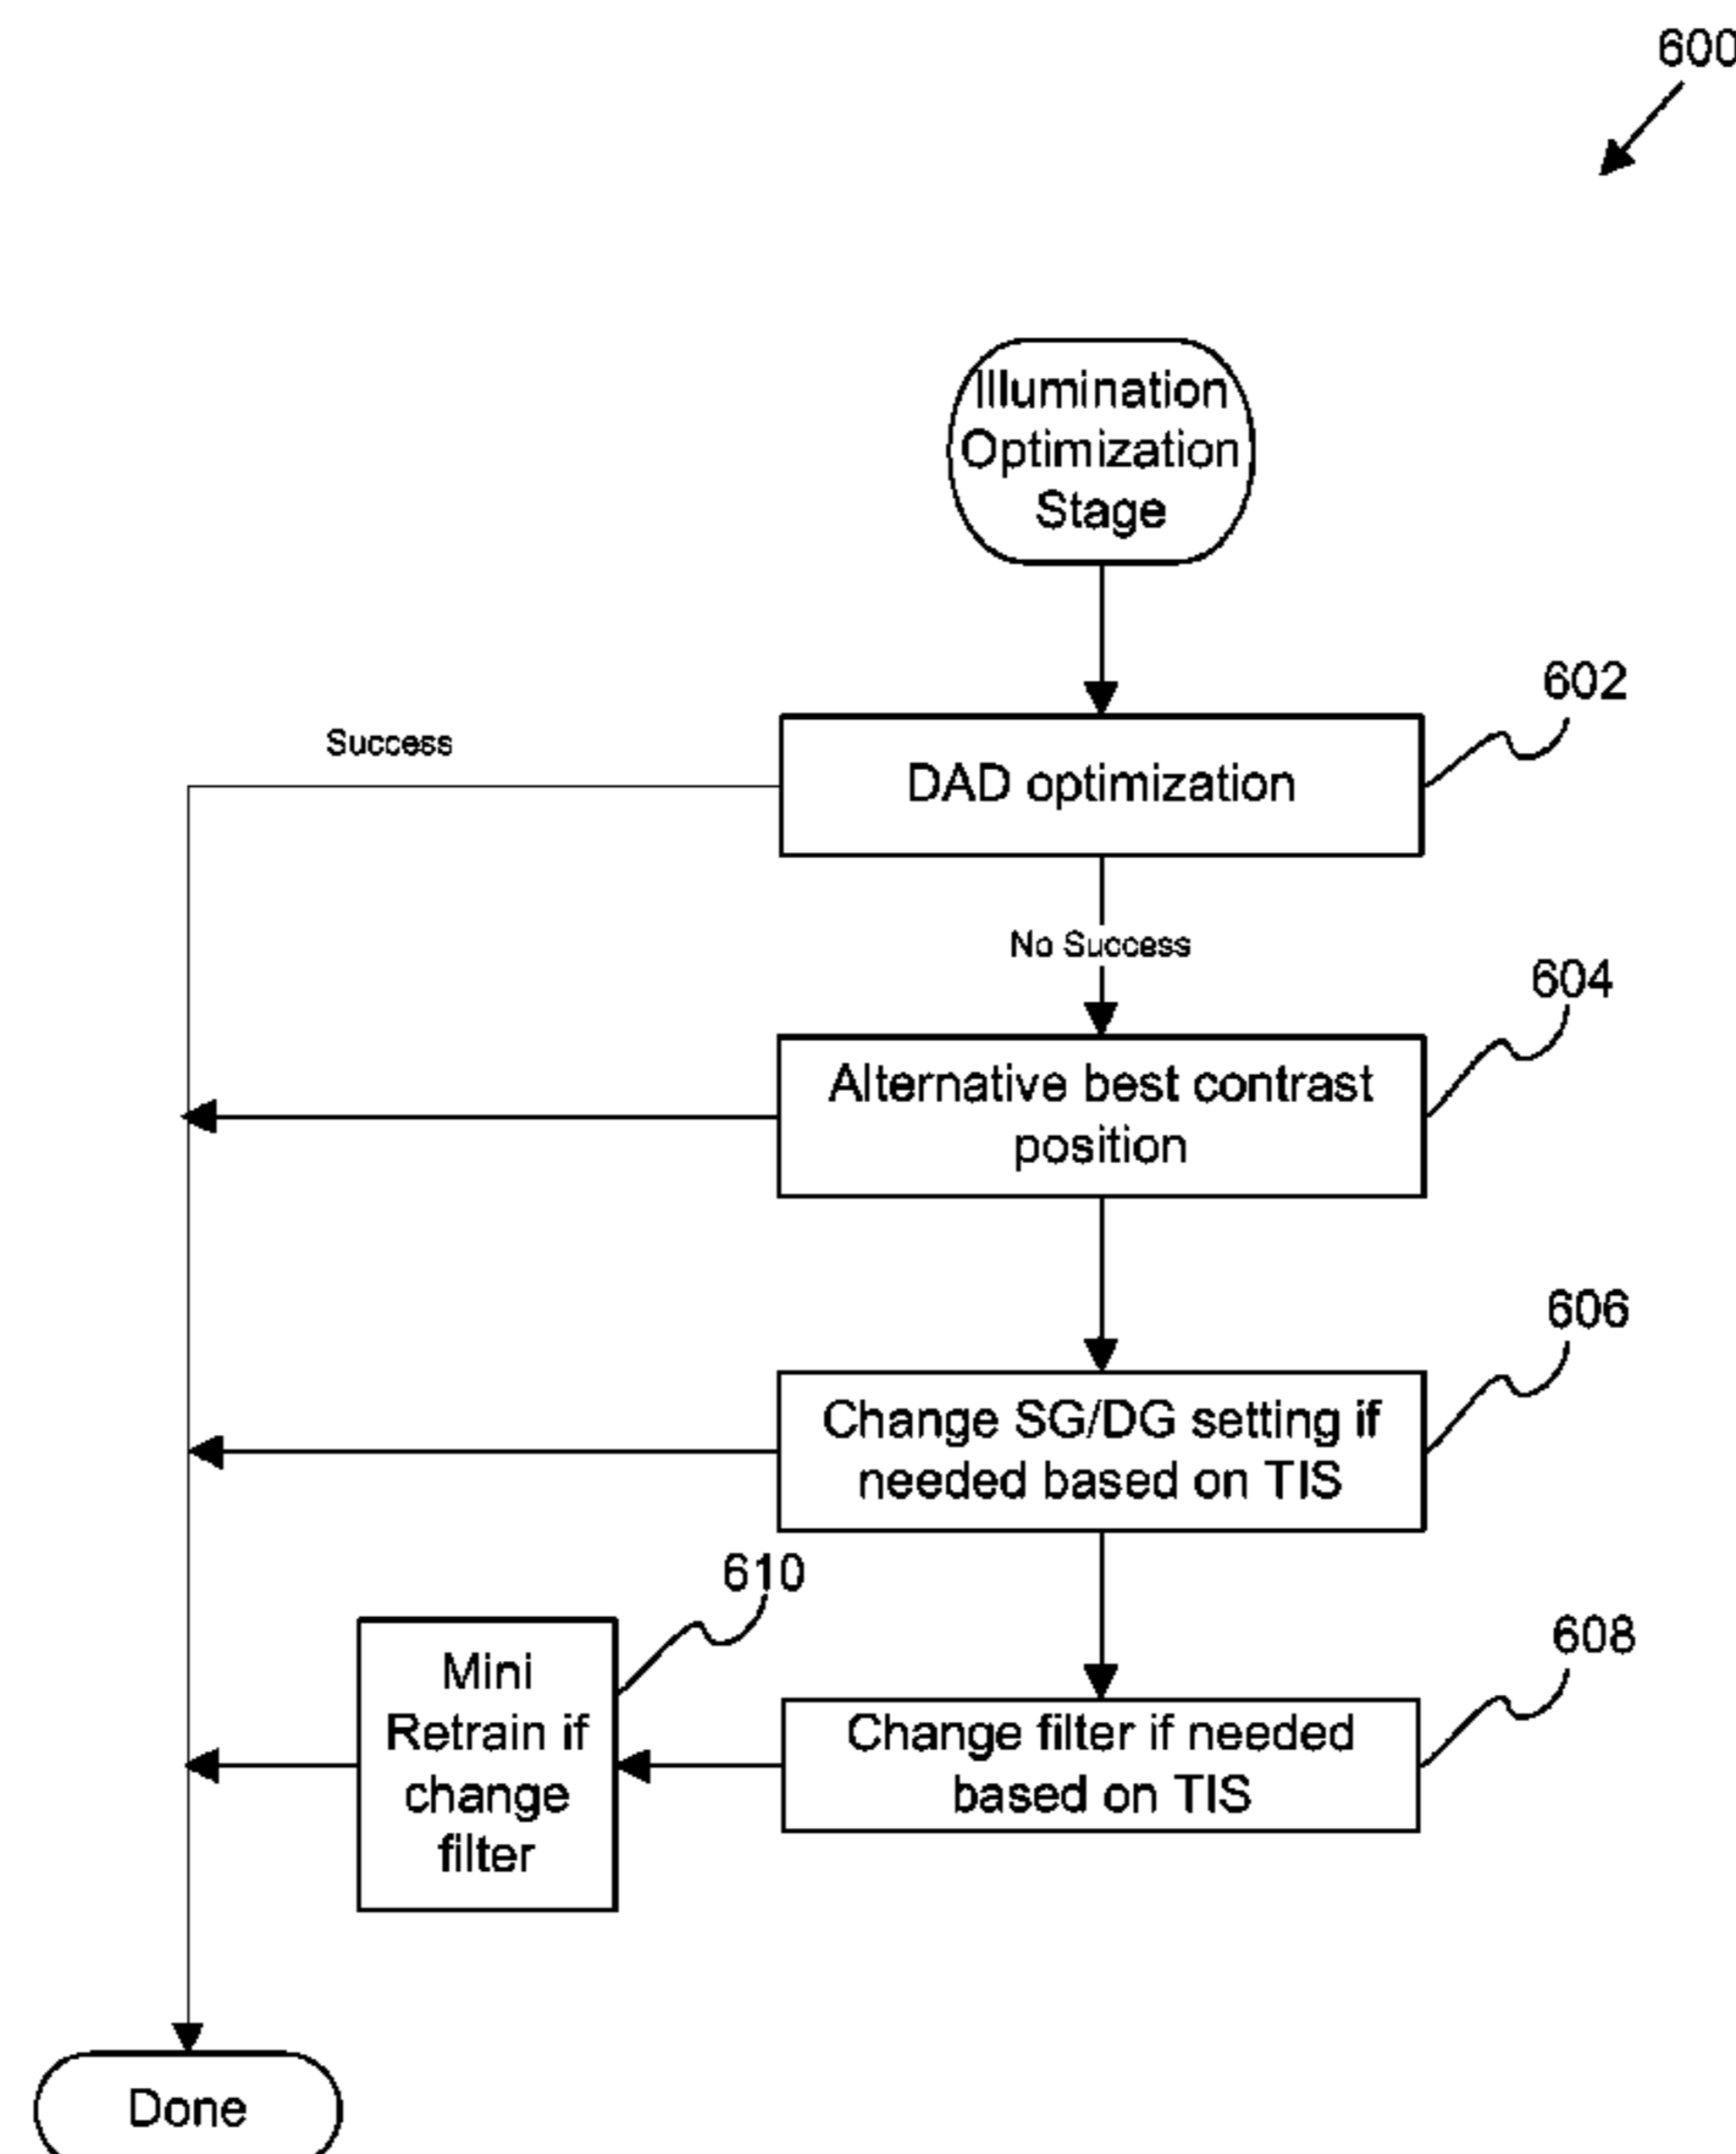 600
Illumination
Optimization
Stage
602
Success
DAD optimization
No Success
604
Alternative best contrast
position
606
Change SG/DG setting if
needed based on TIS
610
608
Mini
Retrain if
change
filter
Change filter if needed
based on TIS
Done